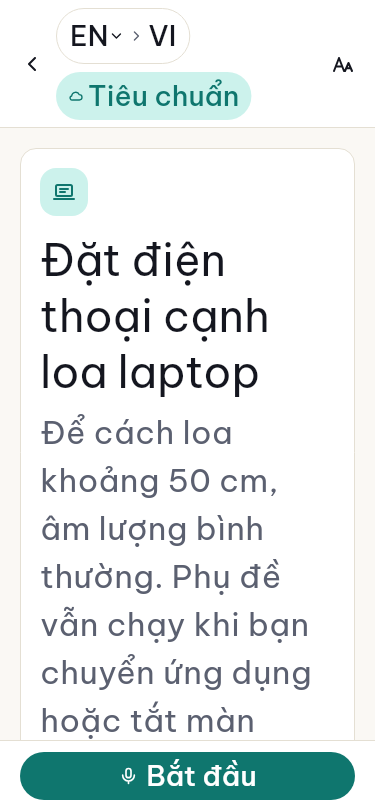 EN VI
Tiêu chuẩn
AA
Đặt điện
thoại cạnh
loa laptop
Để cách loa
khoảng 50 cm,
âm lượng bình
thường. Phụ đề
vẫn chạy khi bạn
chuyển ứng dụng
hoặc tắt màn
Bắt đầu